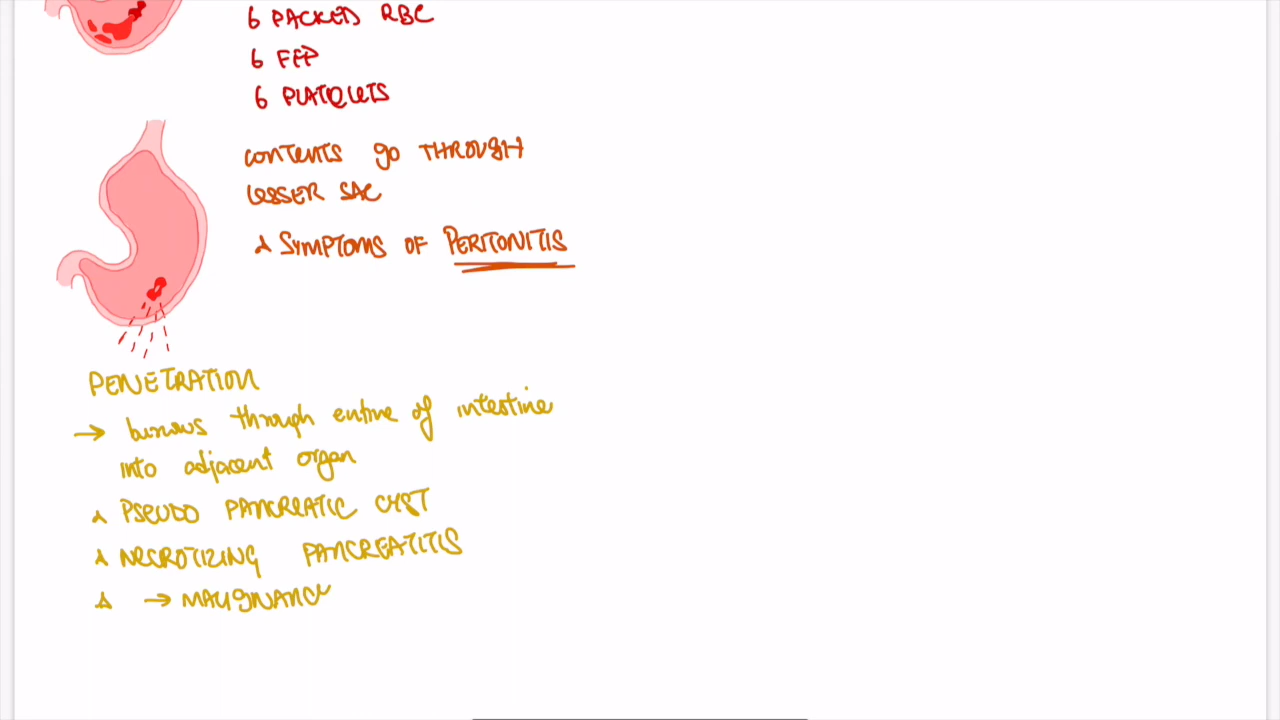 6 PACKED RBC
6 FFP
6 PLATELETS
CONTENTS go THROUGH
LESSER SAC
SYMPTOMS OF PERITONITIS
PENETRATION
→ burrows through entire of intestine
into adjacent organ
PSEUDO PANCREATIC CYST
NECROTIZING PANCREATITIS
→ MALIGNANCY